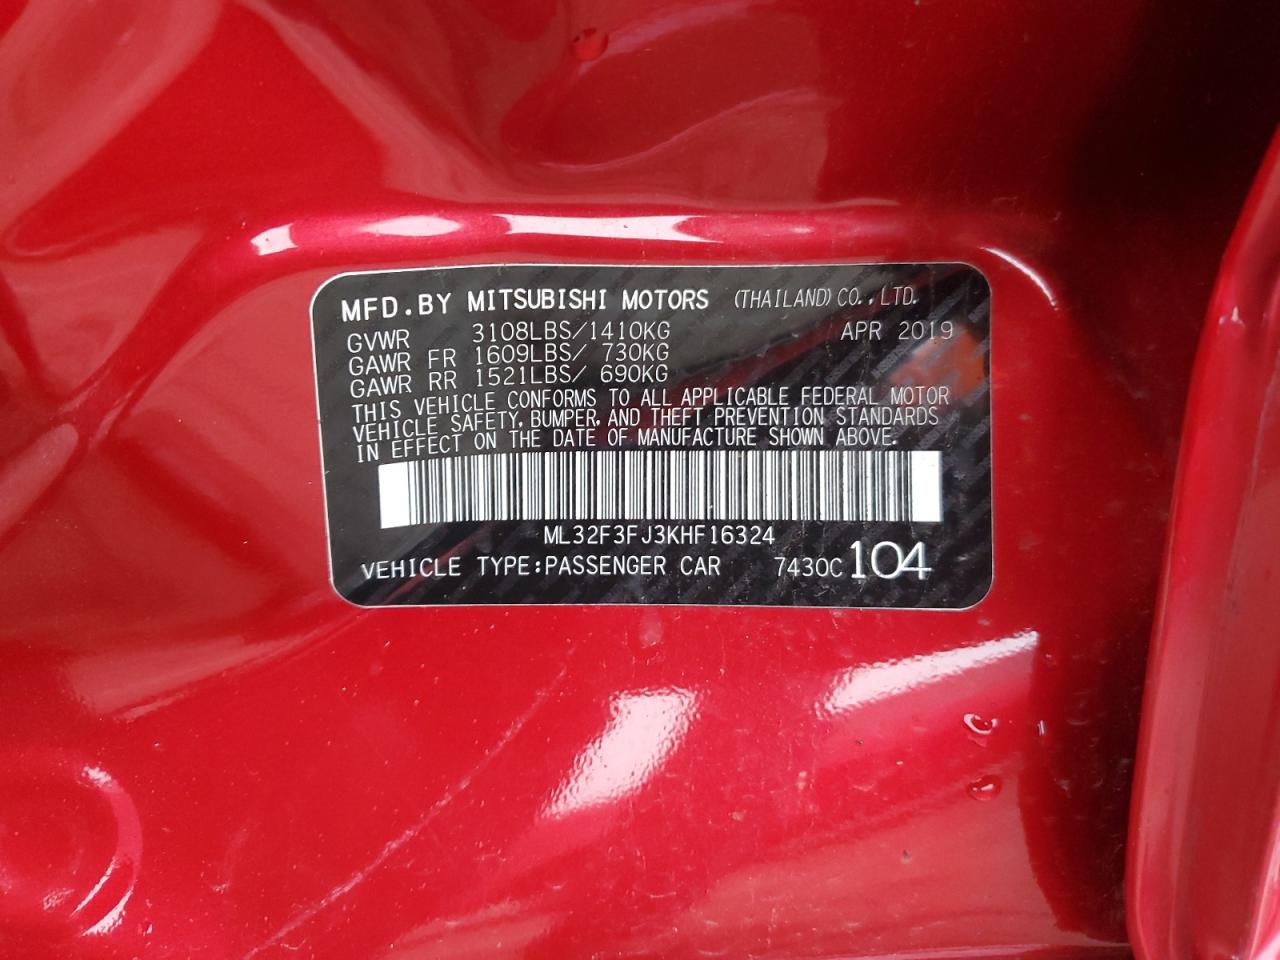 MFD.BY MITSUBISHI MOTORS (THAILAND)CO.,LTD.
GVWR 3108LBS/1410KG APR 2019
GAWR FR 1609LBS/ 730KG
GAWR RR 1521LBS/ 690KG
THIS VEHICLE CONFORMS TO ALL APPLICABLE FEDERAL MOTOR
VEHICLE SAFETY, BUMPER, AND THEFT PREVENTION STANDARDS
IN EFFECT ON THE DATE OF MANUFACTURE SHOWN ABOVE.
ML32F3FJ3KHF16324
VEHICLE TYPE:PASSENGER CAR 7430C 104